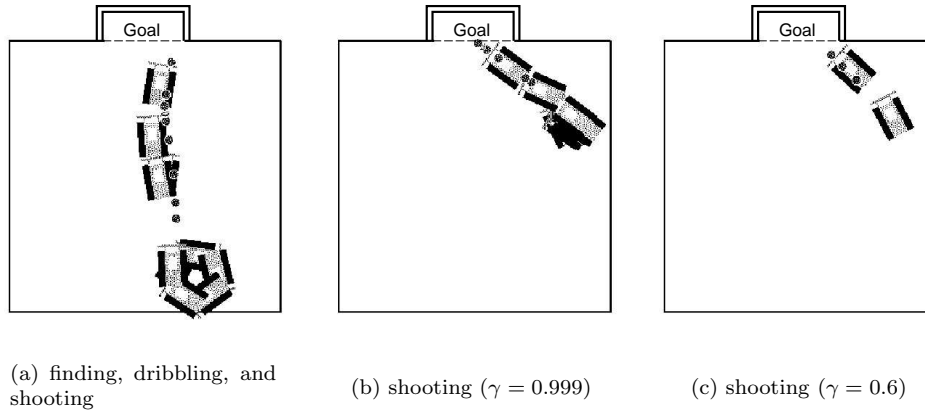 Goal
Goal
Goal
(a) finding, dribbling, and
shooting
(b) shooting (γ = 0.999)
(c) shooting (γ = 0.6)